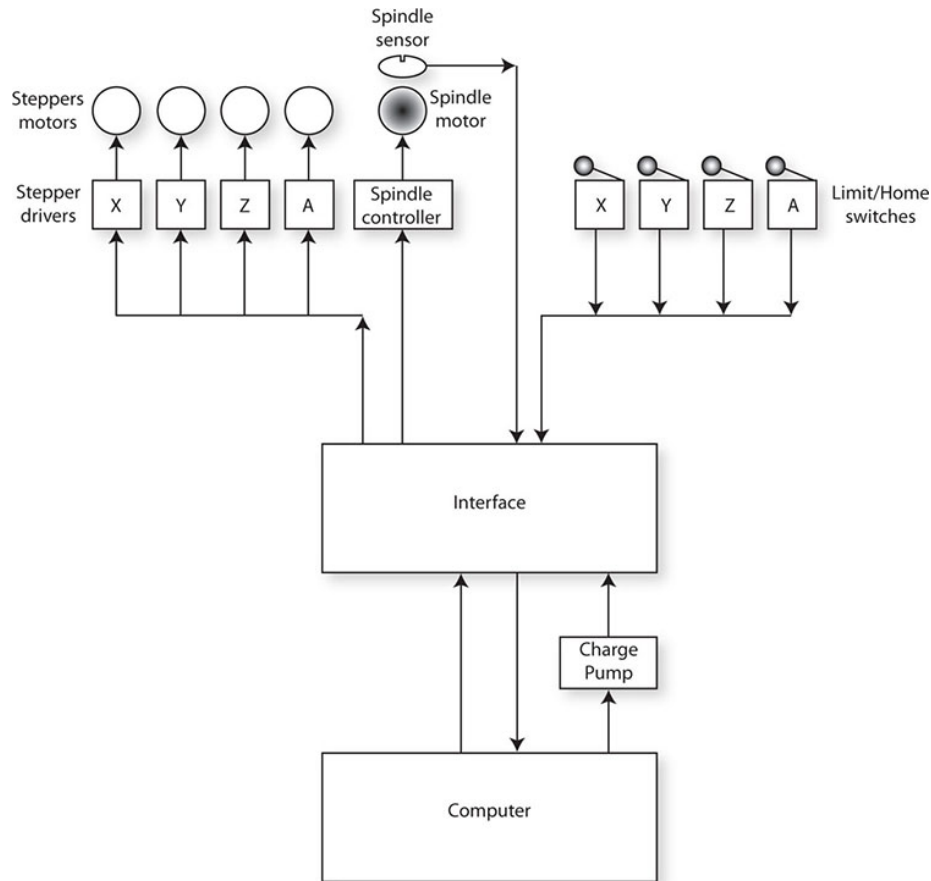 Spindle
sensor
Steppers
motors
Spindle
motor
Stepper
drivers
X
Y
Z
A
Spindle
controller
X
Y
Z
A
Limit/Home
switches
Interface
Charge
Pump
Computer